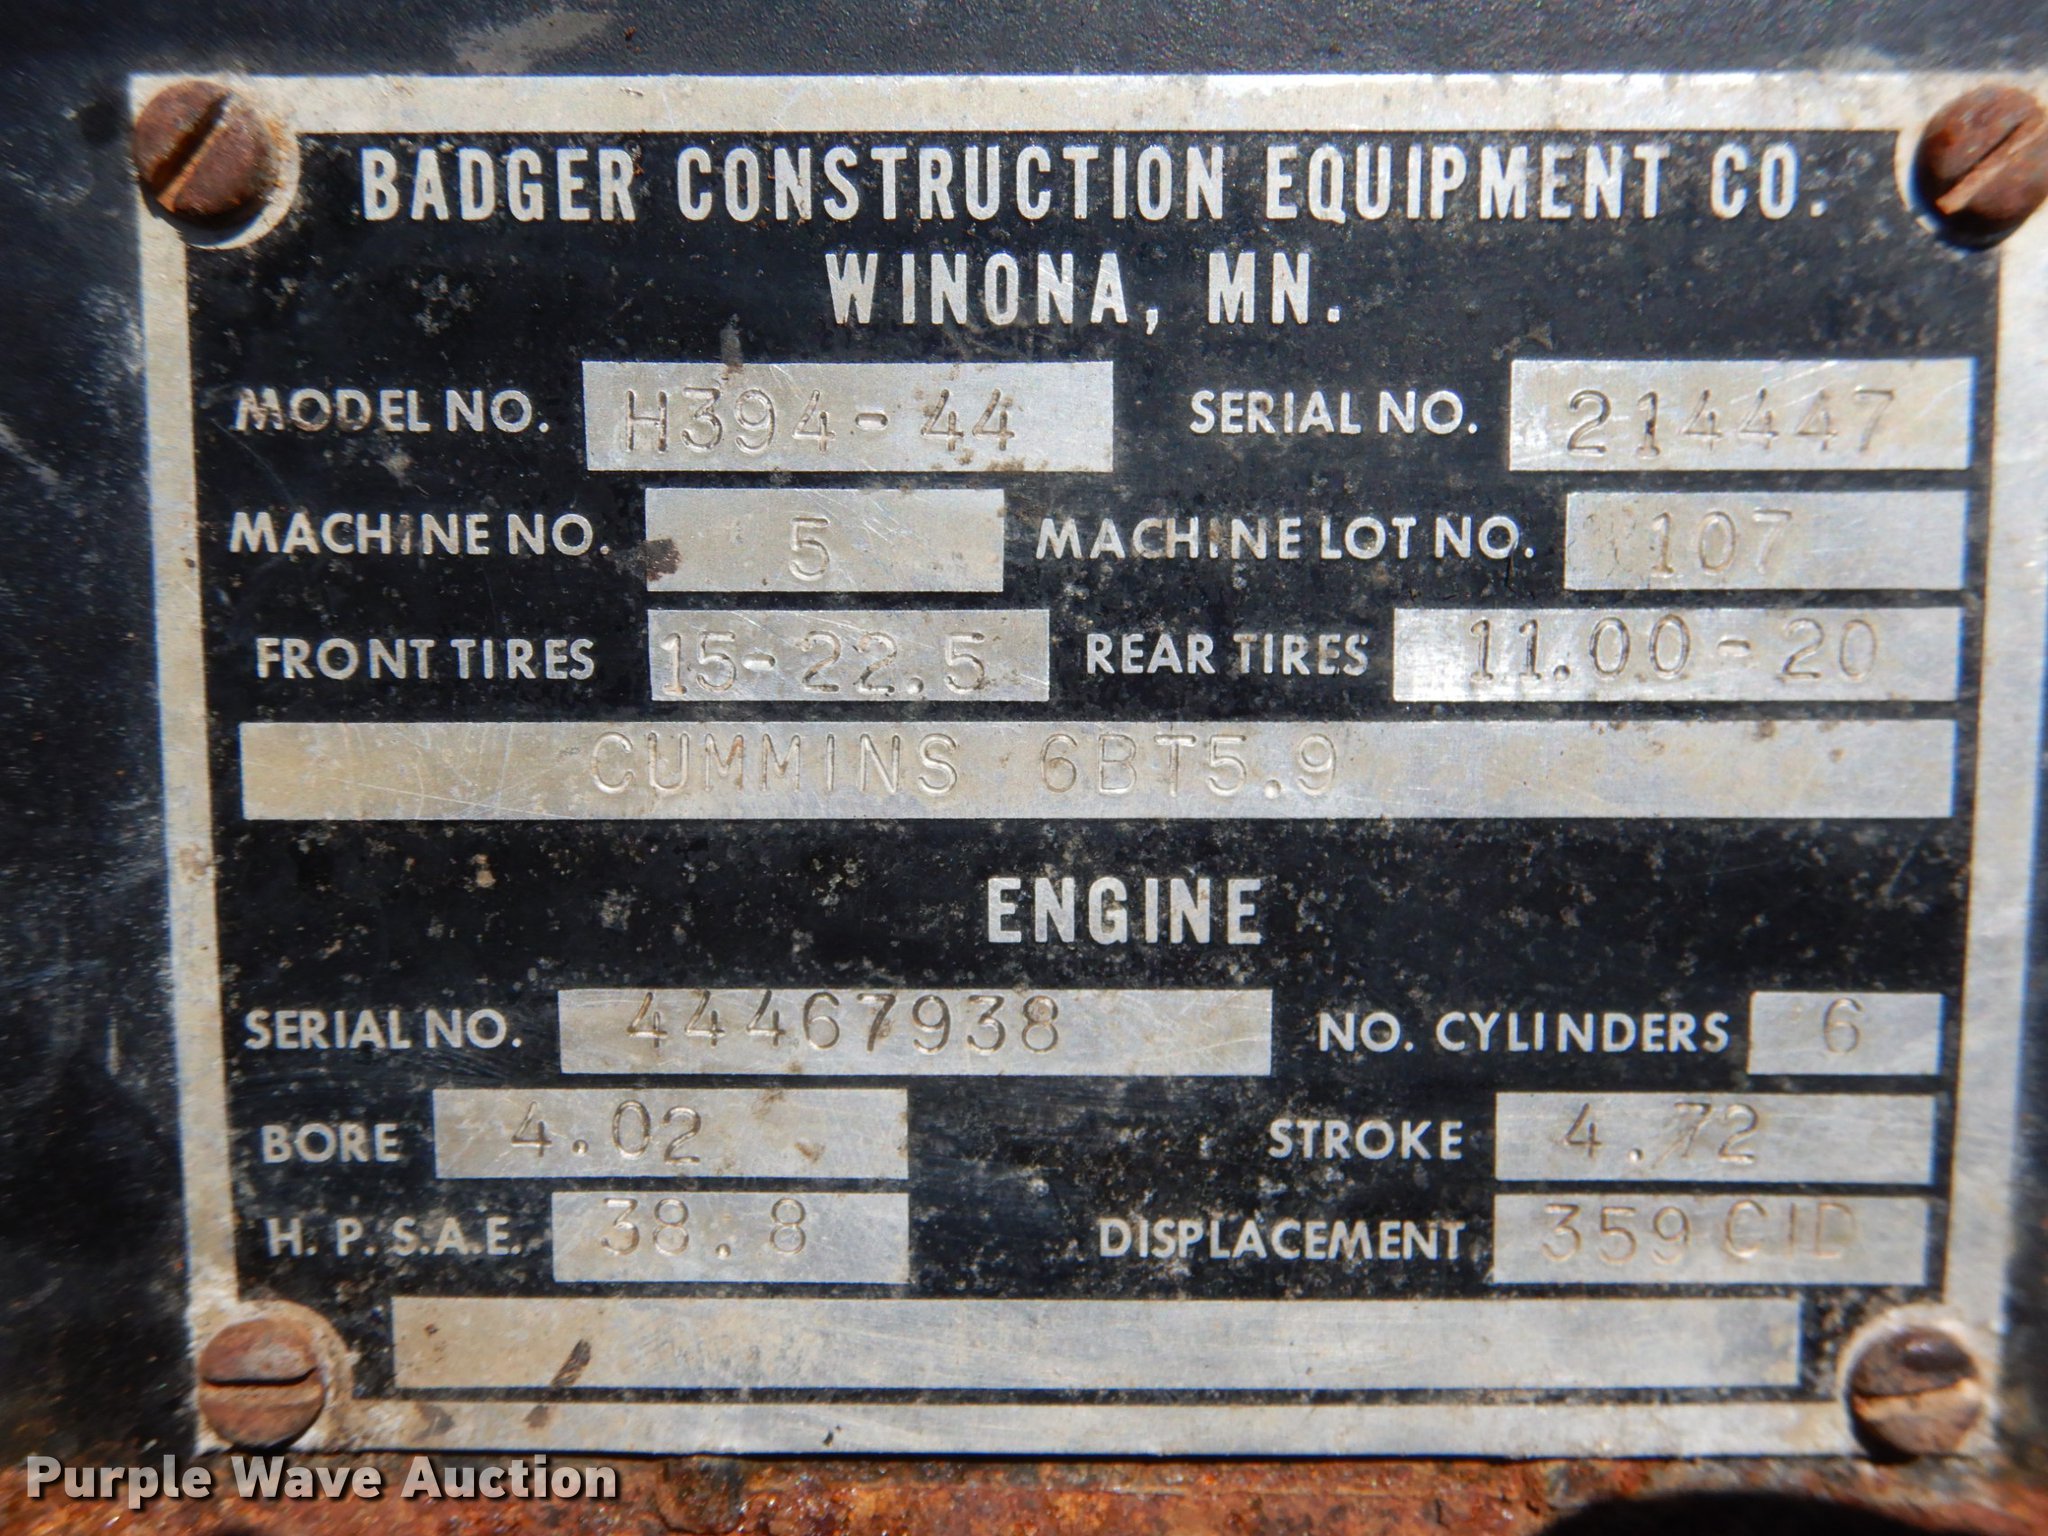 BADGER CONSTRUCTION EQUIPMENT CO.
WINONA, MN.
MODEL NO. H394-44 SERIAL NO. 214447
MACHINE NO. 5 MACHINE LOT NO. 107
FRONT TIRES 15-22.5 REAR TIRES 11.00-20
CUMMINS 6BT5.9
ENGINE
SERIAL NO. 44467938 NO. CYLINDERS 6
BORE 4.02 STROKE 4.72
H. P. S.A.E. 38.8 DISPLACEMENT 359 CID
Purple Wave Auction